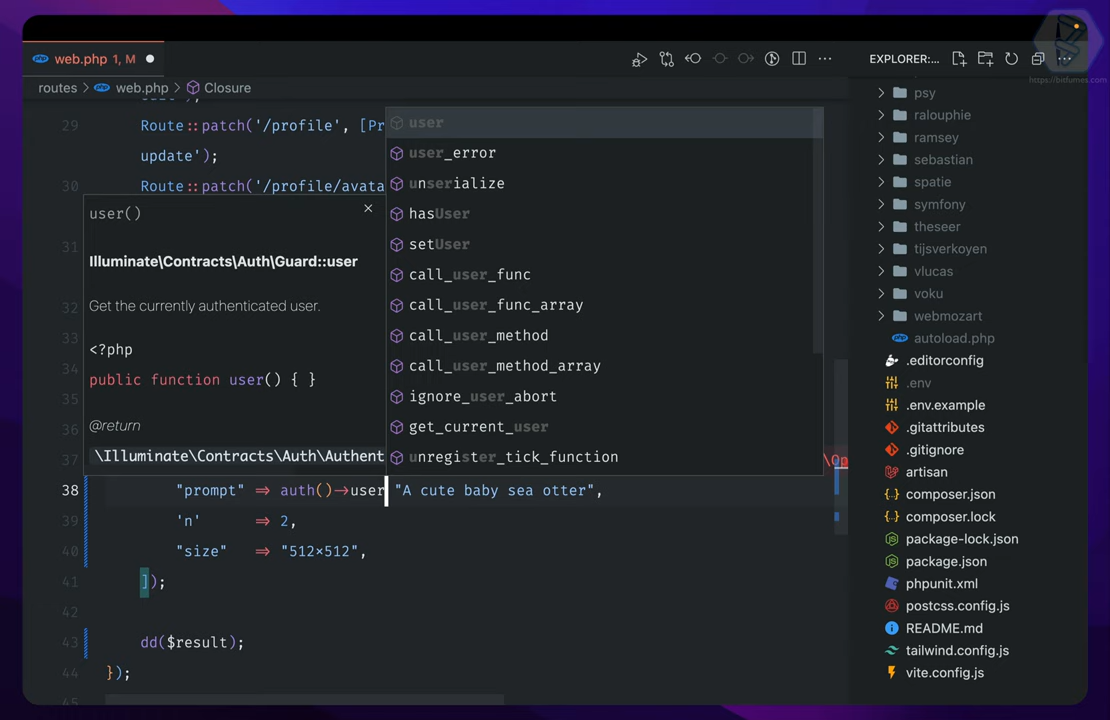 web.php 1, M
EXPLORER:...
https://bitfumes.com
routes > web.php > Closure
29 Route::patch('/profile', [Pr
update');
30 Route::patch('/profile/avata
31
32
33
34
35
36
37 \Op
38 "prompt" => auth()->user "A cute baby sea otter",
39 'n' => 2,
40 "size" => "512x512",
41 ]);
42
43 dd($result);
44 });
45
user()
Illuminate\Contracts\Auth\Guard::user
Get the currently authenticated user.
<?php
public function user() { }
@return
\Illuminate\Contracts\Auth\Authent
user
user_error
unserialize
hasUser
setUser
call_user_func
call_user_func_array
call_user_method
call_user_method_array
ignore_user_abort
get_current_user
unregister_tick_function
psy
ralouphie
ramsey
sebastian
spatie
symfony
theseer
tijsverkoyen
vlucas
voku
webmozart
autoload.php
.editorconfig
.env
.env.example
.gitattributes
.gitignore
artisan
composer.json
composer.lock
package-lock.json
package.json
phpunit.xml
postcss.config.js
README.md
tailwind.config.js
vite.config.js